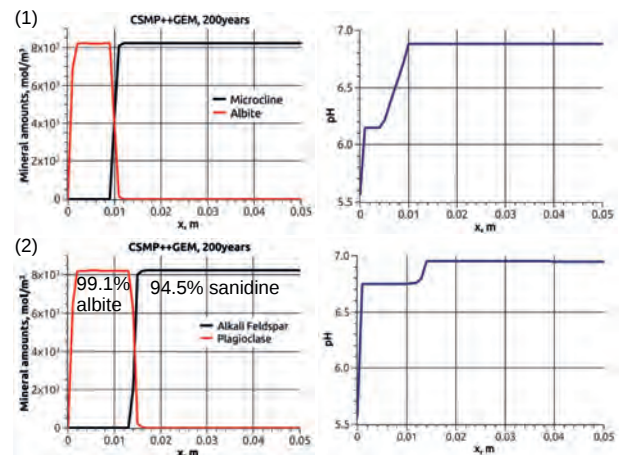 (1)
CSMP++GEM, 200years
Mineral amounts, mol/m³
8x10³
6x10³
4x10³
2x10³
0
Microcline
Albite
0 0.01 0.02 0.03 0.04 0.05
x, m
pH
7.0
6.5
6.0
5.5
0 0.01 0.02 0.03 0.04 0.05
x, m
(2)
CSMP++GEM, 200years
Mineral amounts, mol/m³
8x10³
6x10³
4x10³
2x10³
0
99.1%
albite
94.5% sanidine
Alkali Feldspar
Plagioclase
0 0.01 0.02 0.03 0.04 0.05
x, m
pH
7.0
6.5
6.0
5.5
0 0.01 0.02 0.03 0.04 0.05
x, m